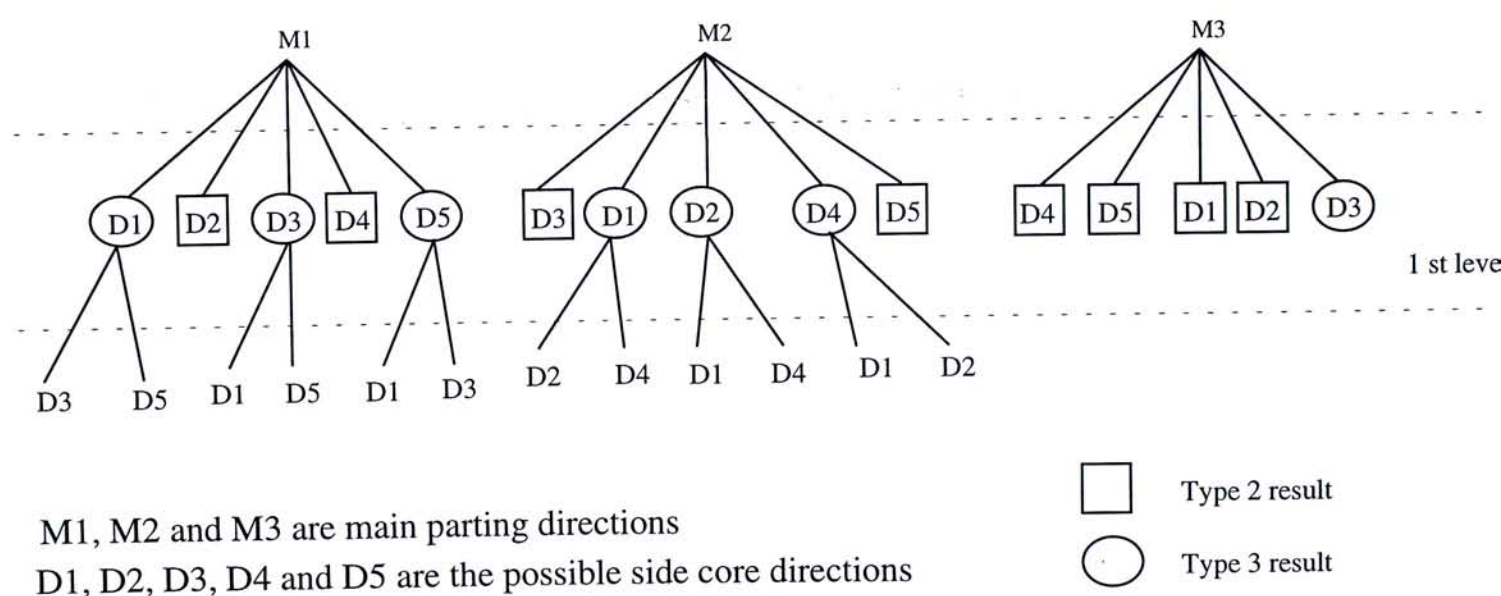 M1 M2 M3
D1 D2 D3 D4 D5 D3 D1 D2 D4 D5 D4 D5 D1 D2 D3
1 st leve
D3 D5 D1 D5 D1 D3 D2 D4 D1 D4 D1 D2
Type 2 result
M1, M2 and M3 are main parting directions
Type 3 result
D1, D2, D3, D4 and D5 are the possible side core directions